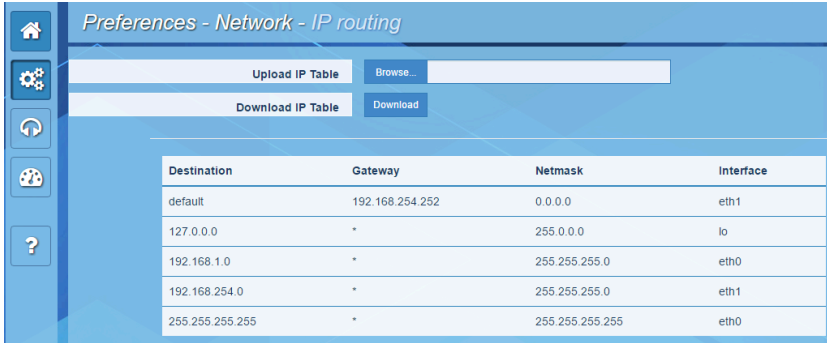 Preferences - Network - IP routing
Upload IP Table Browse...
Download IP Table Download
Destination Gateway Netmask Interface
default 192.168.254.252 0.0.0.0 eth1
127.0.0.0 * 255.0.0.0 lo
192.168.1.0 * 255.255.255.0 eth0
192.168.254.0 * 255.255.255.0 eth1
255.255.255.255 * 255.255.255.255 eth0
?